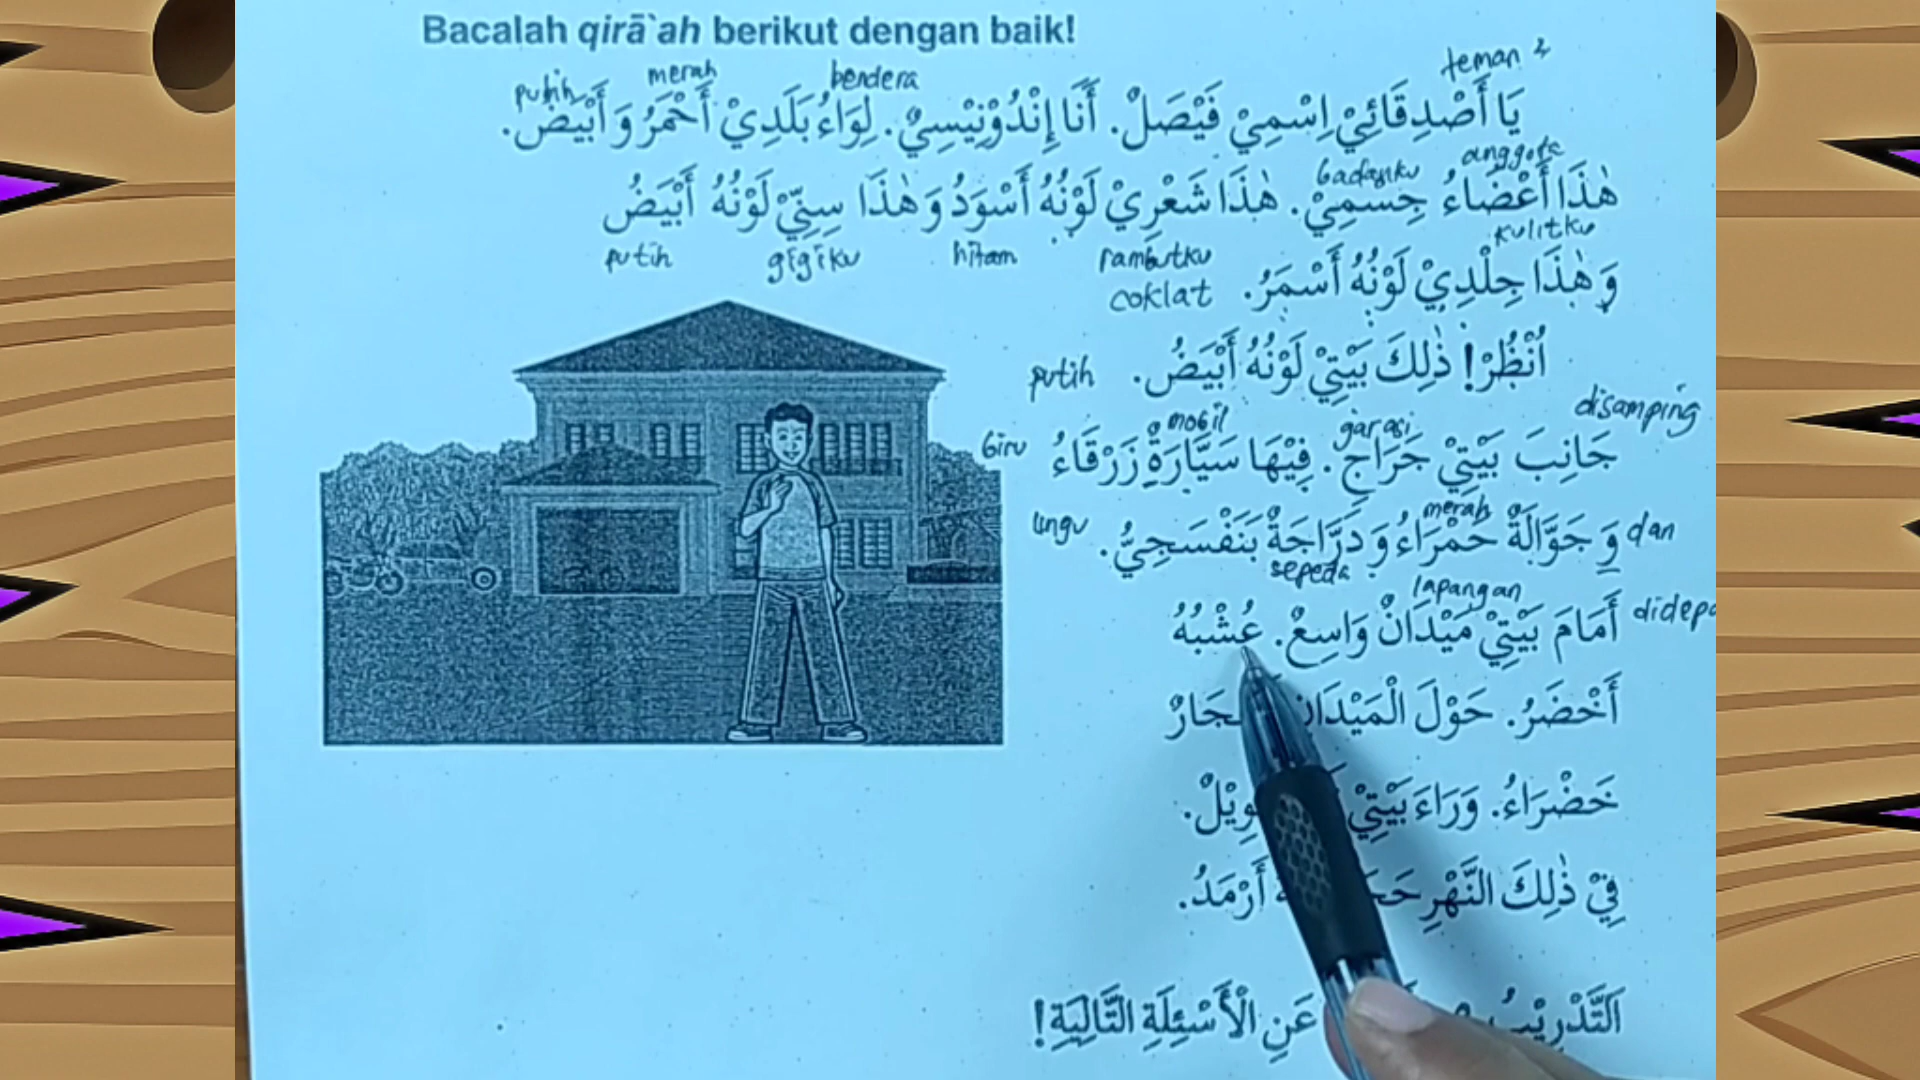 Bacalah qirā`ah berikut dengan baik!
putih merah bendera teman²
يَا أَصْدِقَائِيْ اِسْمِيْ فَيْصَلٌ. أَنَا إِنْدُوْنِيْسِيٌّ. لِوَاءُ بَلَدِيْ أَحْمَرُ وَ أَبْيَضُ.
badanku anggota
هٰذَا أَعْضَاءُ جِسْمِيْ. هٰذَا شَعْرِيْ لَوْنُهُ أَسْوَدُ وَ هٰذَا سِنِّيْ لَوْنُهُ أَبْيَضُ
putih gigiku hitam rambutku kulitku
وَ هٰذَا جِلْدِيْ لَوْنُهُ أَسْمَرُ.
coklat
اُنْظُرْ! ذٰلِكَ بَيْتِيْ لَوْنُهُ أَبْيَضُ.
putih
mobil garasi disamping
جَانِبَ بَيْتِيْ جَرَاجٌ. فِيْهَا سَيَّارَةٌ زَرْقَاءُ
biru
ungu merah dan
وَ جَوَّالَةٌ حَمْرَاءُ وَ دَرَّاجَةٌ بَنَفْسَجِيٌّ.
sepeda lapangan
أَمَامَ بَيْتِيْ مَيْدَانٌ وَاسِعٌ. عُشْبُهُ
أَخْضَرُ. حَوْلَ الْمَيْدَانِ
خَضْرَاءُ. وَرَاءَ بَيْتِيْ
فِيْ ذٰلِكَ النَّهْرِ أَرْمَدُ.
اَلتَّدْرِيْبُ عَنِ الْأَسْئِلَةِ التَّالِيَةِ!